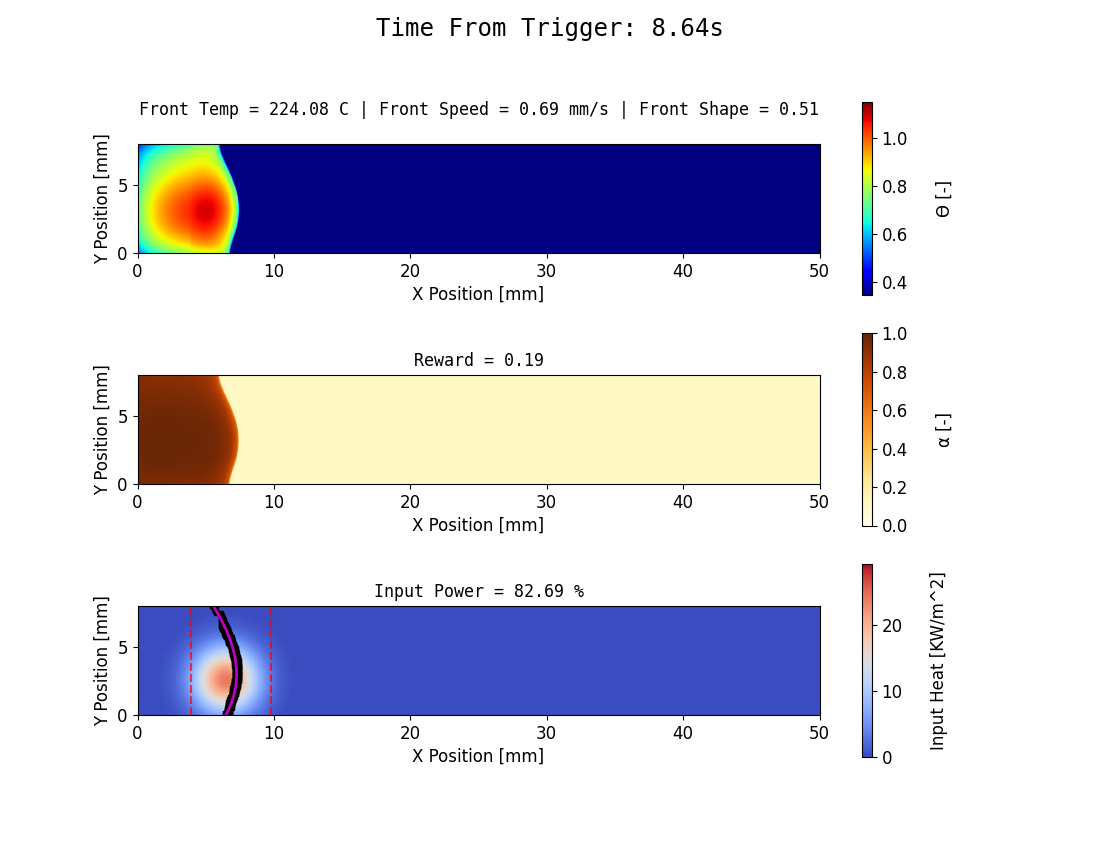 Time From Trigger: 8.64s
Front Temp = 224.08 C | Front Speed = 0.69 mm/s | Front Shape = 0.51
Y Position [mm]
5
0
0 10 20 30 40 50
X Position [mm]
1.0
0.8
0.6
0.4
Θ [-]
Reward = 0.19
Y Position [mm]
5
0
0 10 20 30 40 50
X Position [mm]
1.0
0.8
0.6
0.4
0.2
0.0
α [-]
Input Power = 82.69 %
Y Position [mm]
5
0
0 10 20 30 40 50
X Position [mm]
20
10
0
Input Heat [KW/m^2]